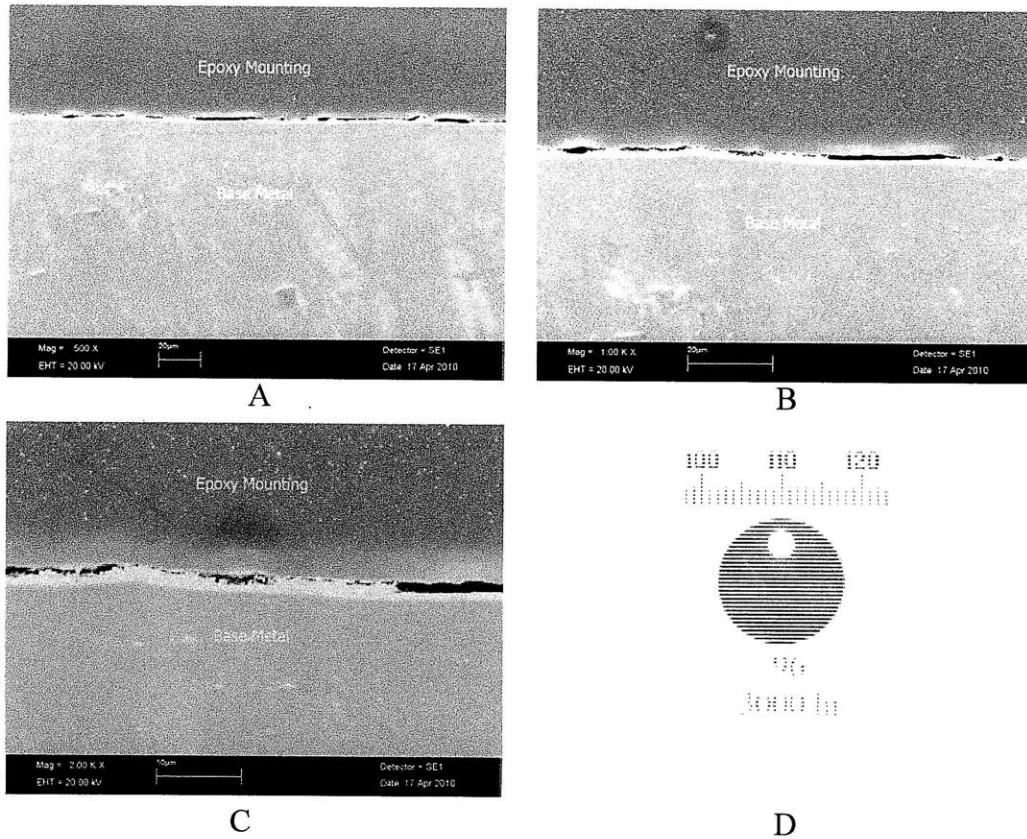 Epoxy Mounting
Base Metal
Mag = 500 X
20µm
Detector = SE1
EHT = 20.00 kV
Date 17 Apr 2010
A
Epoxy Mounting
Base Metal
Mag = 1.00 K X
20µm
Detector = SE1
EHT = 20.00 kV
Date 17 Apr 2010
B
Epoxy Mounting
Base Metal
Mag = 2.00 K X
10µm
Detector = SE1
EHT = 20.00 kV
Date 17 Apr 2010
C
100 110 120
%
3000 h
D